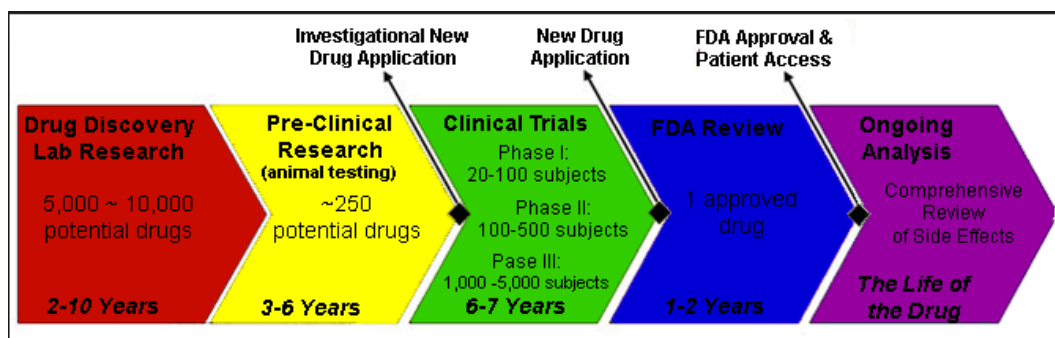 Investigational New
Drug Application
New Drug
Application
FDA Approval &
Patient Access
Drug Discovery
Lab Research
5,000 ~ 10,000
potential drugs
2-10 Years
Pre-Clinical
Research
(animal testing)
~250
potential drugs
3-6 Years
Clinical Trials
Phase I:
20-100 subjects
Phase II:
100-500 subjects
Pase III:
1,000 -5,000 subjects
6-7 Years
FDA Review
1 approved
drug
1-2 Years
Ongoing
Analysis
Comprehensive
Review
of Side Effects
The Life of
the Drug